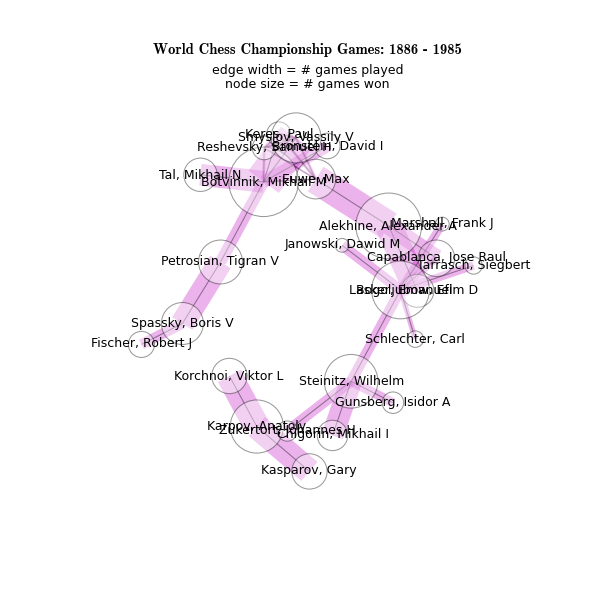 World Chess Championship Games: 1886 - 1985
edge width = # games played
node size = # games won
Keres, Paul
Smyslov, Vassily V
Reshevsky, Samuel H
Bronstein, David I
Tal, Mikhail N
Botvinnik, Mikhail M
Euwe, Max
Marshall, Frank J
Alekhine, Alexander A
Janowski, Dawid M
Capablanca, Jose Raul
Tarrasch, Siegbert
Petrosian, Tigran V
Lasker, Emanuel
Bogoljubow, Efim D
Spassky, Boris V
Schlechter, Carl
Fischer, Robert J
Korchnoi, Viktor L
Steinitz, Wilhelm
Gunsberg, Isidor A
Karpov, Anatoly
Zukertort, Johannes H
Chigorin, Mikhail I
Kasparov, Gary